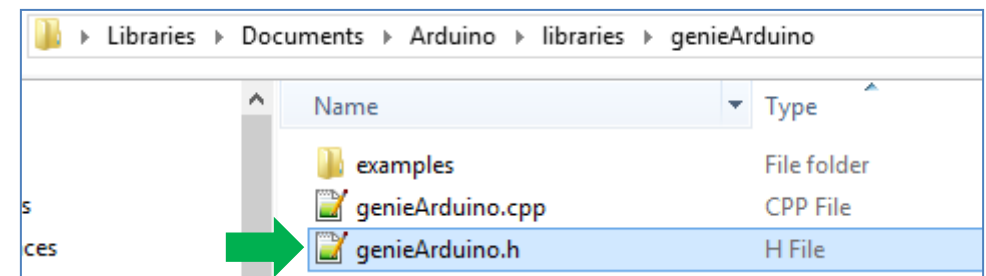 Libraries Documents Arduino libraries genieArduino
Name Type
examples File folder
genieArduino.cpp CPP File
s
genieArduino.h H File
ces